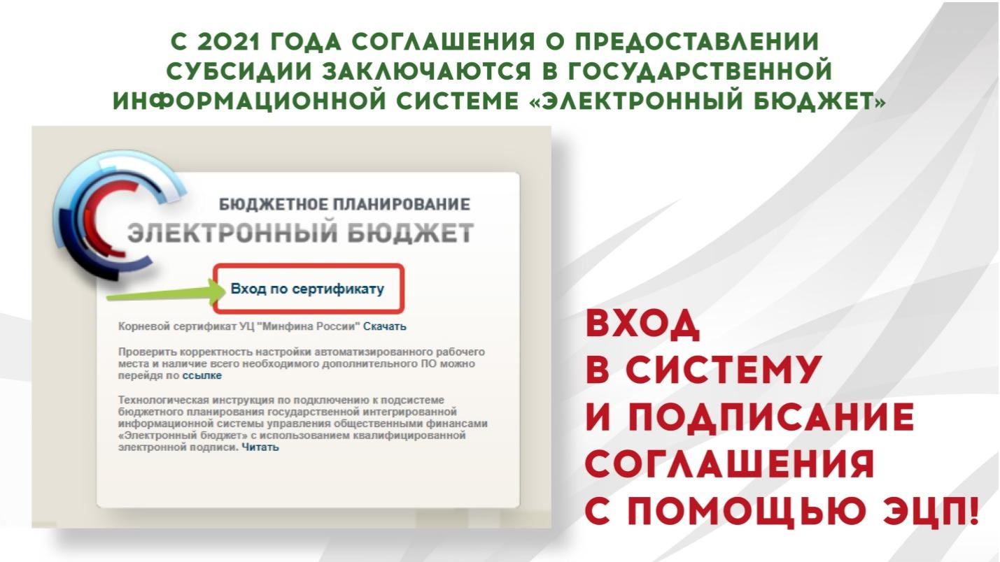 С 2021 ГОДА СОГЛАШЕНИЯ О ПРЕДОСТАВЛЕНИИ
СУБСИДИИ ЗАКЛЮЧАЮТСЯ В ГОСУДАРСТВЕННОЙ
ИНФОРМАЦИОННОЙ СИСТЕМЕ «ЭЛЕКТРОННЫЙ БЮДЖЕТ»
БЮДЖЕТНОЕ ПЛАНИРОВАНИЕ
ЭЛЕКТРОННЫЙ БЮДЖЕТ
Вход по сертификату
Корневой сертификат УЦ "Минфина России" Скачать
Проверить корректность настройки автоматизированного рабочего
места и наличие всего необходимого дополнительного ПО можно
перейдя по ссылке
Технологическая инструкция по подключению к подсистеме
бюджетного планирования государственной интегрированной
информационной системы управления общественными финансами
«Электронный бюджет» с использованием квалифицированной
электронной подписи. Читать
ВХОД
В СИСТЕМУ
И ПОДПИСАНИЕ
СОГЛАШЕНИЯ
С ПОМОЩЬЮ ЭЦП!